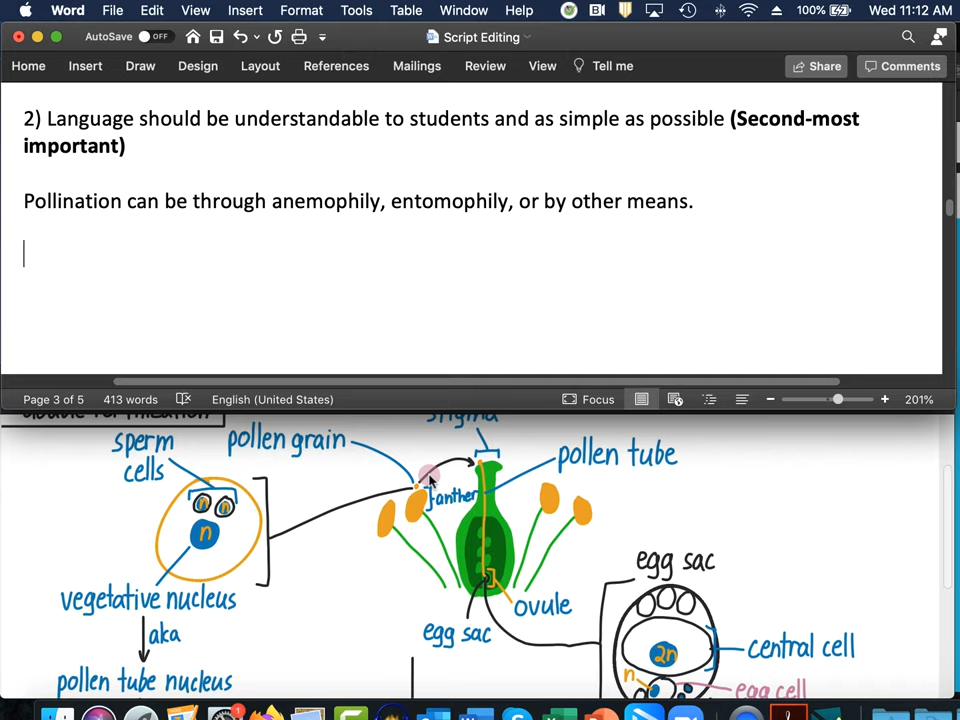 Word File Edit View Insert Format Tools Table Window Help 100% Wed 11:12 AM
AutoSave OFF Script Editing
Home Insert Draw Design Layout References Mailings Review View Tell me Share Comments
2) Language should be understandable to students and as simple as possible (Second-most
important)
Pollination can be through anemophily, entomophily, or by other means.
Page 3 of 5 413 words English (United States) Focus 201%
stigma
sperm
cells
pollen grain
pollen tube
anther
n
vegetative nucleus
aka
pollen tube nucleus
egg sac
ovule
egg sac
2n
central cell
n
egg cell